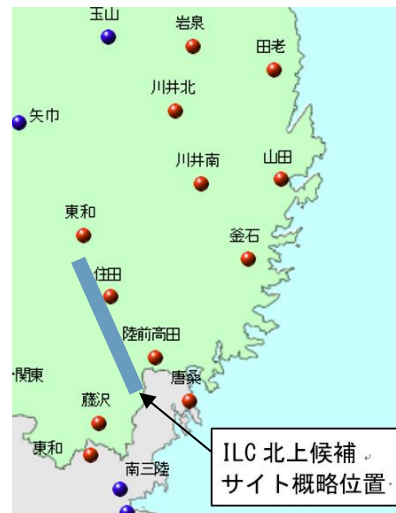 玉山
岩泉
田老
川井北
矢巾
川井南
山田
東和
釜石
住田
陸前高田
・関東
唐桑
藤沢
東和
南三陸
ILC 北上候補
サイト概略位置